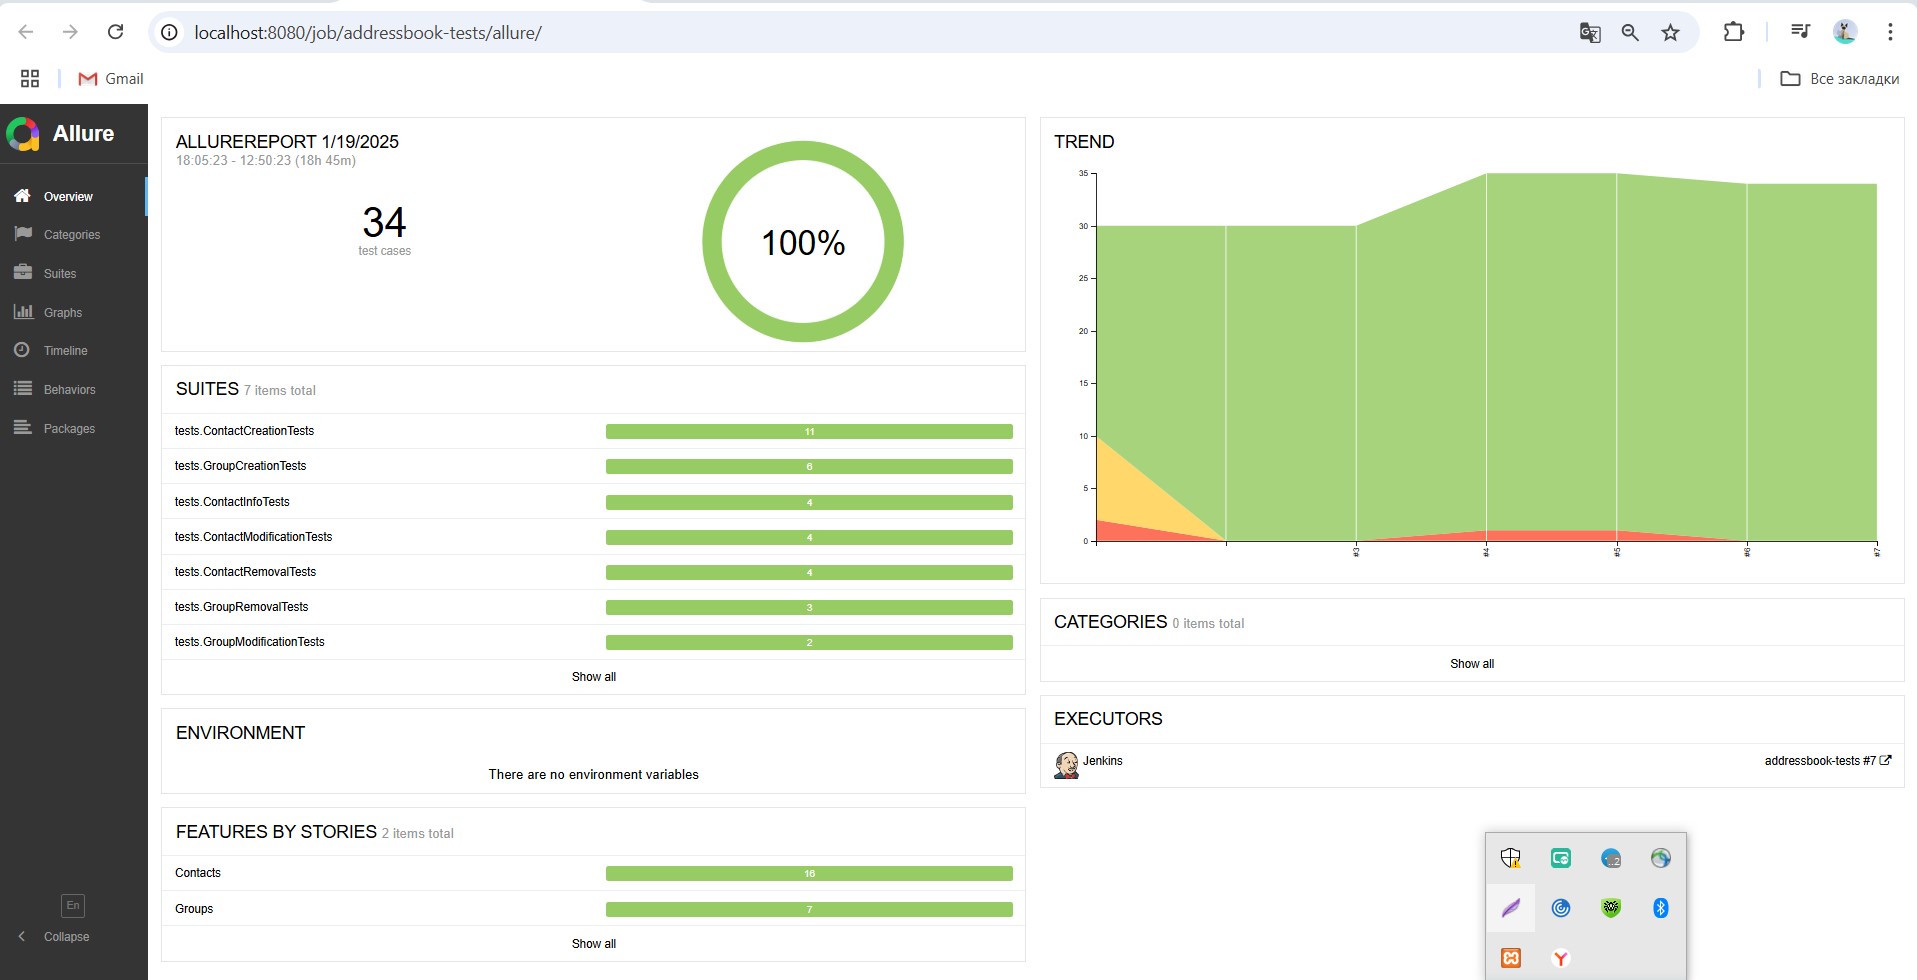 localhost:8080/job/addressbook-tests/allure/
Gmail
Все закладки
Allure
Overview
Categories
Suites
Graphs
Timeline
Behaviors
Packages
En
Collapse
ALLUREREPORT 1/19/2025
18:05:23 - 12:50:23 (18h 45m)
34
test cases
100%
SUITES 7 items total
tests.ContactCreationTests 11
tests.GroupCreationTests 6
tests.ContactInfoTests 4
tests.ContactModificationTests 4
tests.ContactRemovalTests 4
tests.GroupRemovalTests 3
tests.GroupModificationTests 2
Show all
ENVIRONMENT
There are no environment variables
FEATURES BY STORIES 2 items total
Contacts 16
Groups 7
Show all
TREND
35
30
25
20
15
10
5
0
#3 #4 #5 #6 #7
CATEGORIES 0 items total
Show all
EXECUTORS
Jenkins addressbook-tests #7